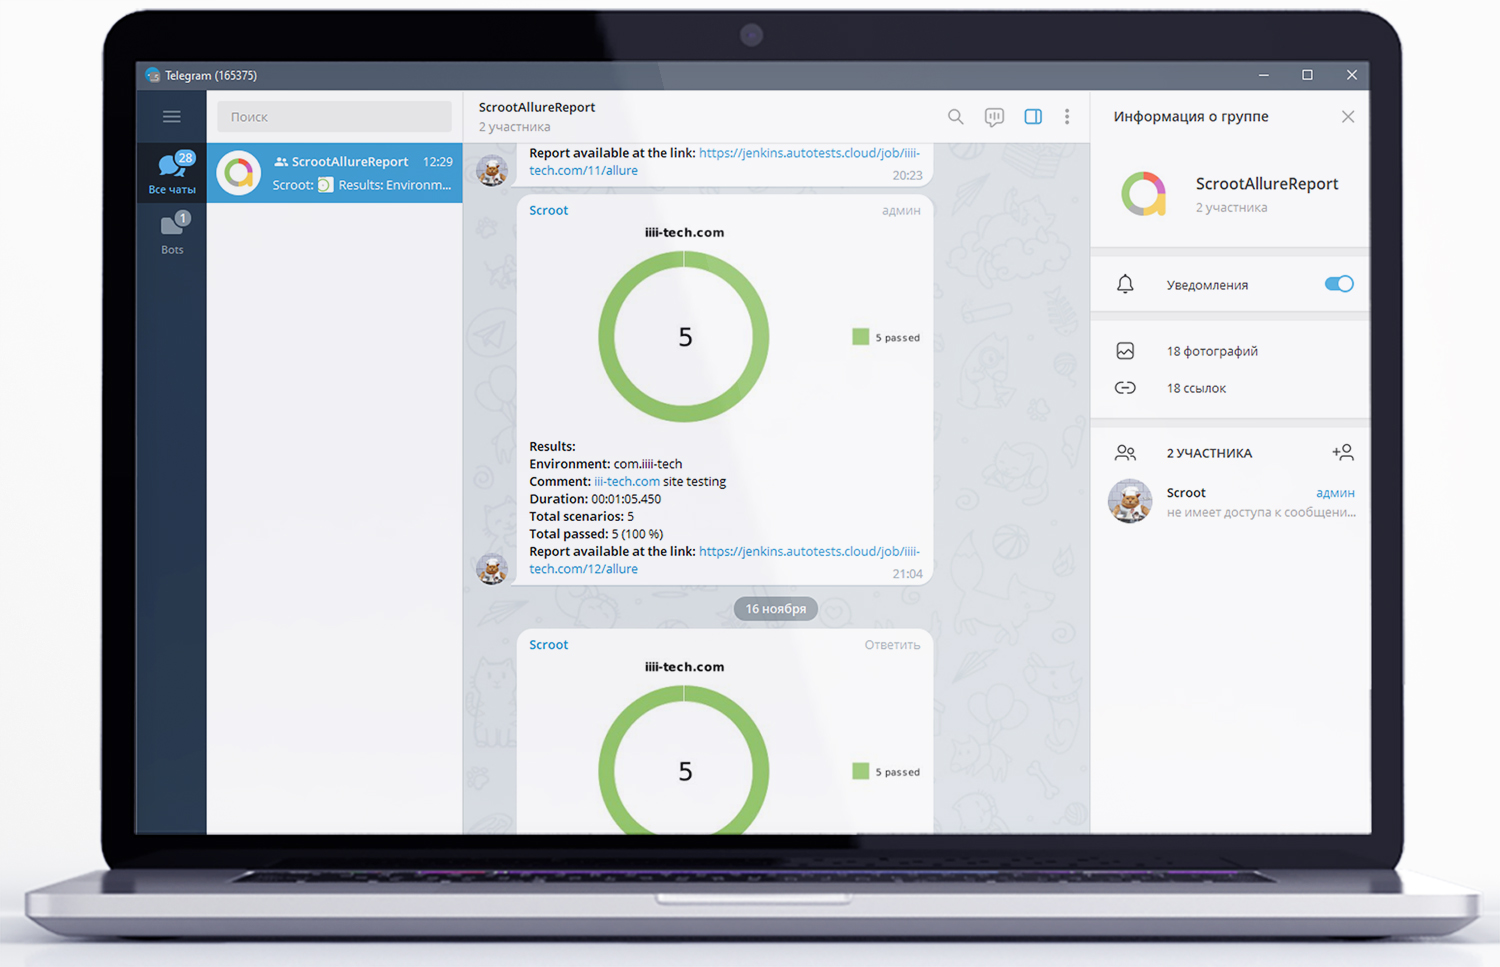 Telegram (165375)
Поиск
28
Все чаты
1
Bots
ScrootAllureReport 12:29
Scroot: Results: Environm...
ScrootAllureReport
2 участника
Report available at the link: https://jenkins.autotests.cloud/job/iiii-
tech.com/11/allure
20:23
Scroot админ
iiii-tech.com
5
5 passed
Results:
Environment: com.iiii-tech
Comment: iii-tech.com site testing
Duration: 00:01:05.450
Total scenarios: 5
Total passed: 5 (100 %)
Report available at the link: https://jenkins.autotests.cloud/job/iiii-
tech.com/12/allure
21:04
16 ноября
Scroot Ответить
iiii-tech.com
5
5 passed
Информация о группе
ScrootAllureReport
2 участника
Уведомления
18 фотографий
18 ссылок
2 УЧАСТНИКА
Scroot админ
не имеет доступа к сообщени...